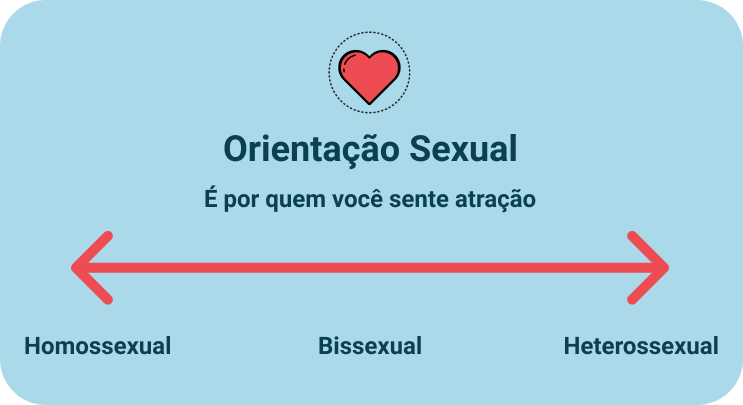 Orientação Sexual
É por quem você sente atração
Homossexual Bissexual Heterossexual